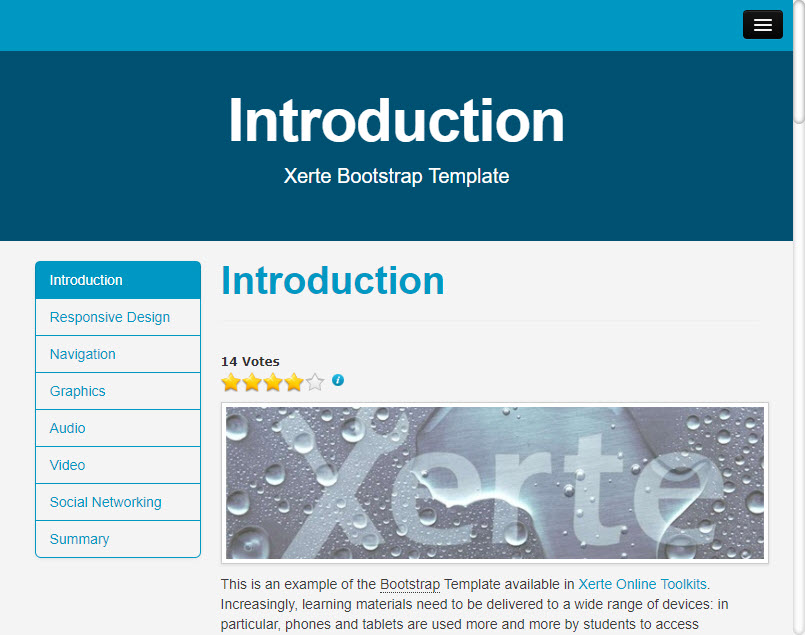 Introduction
Xerte Bootstrap Template
Introduction
Responsive Design
Navigation
Graphics
Audio
Video
Social Networking
Summary
Introduction
14 Votes
i
Xerte
This is an example of the Bootstrap Template available in Xerte Online Toolkits.
Increasingly, learning materials need to be delivered to a wide range of devices: in
particular, phones and tablets are used more and more by students to access